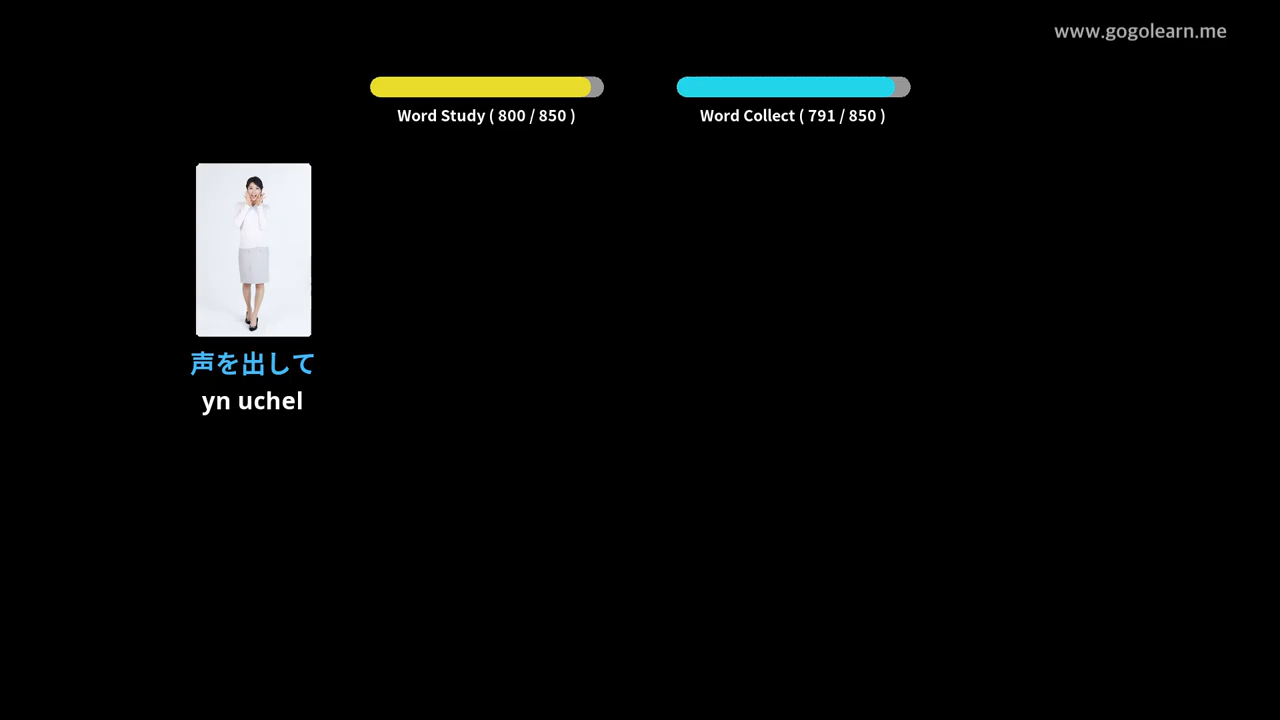 www.gogolearn.me
Word Study ( 800 / 850 )
Word Collect ( 791 / 850 )
声を出して
yn uchel